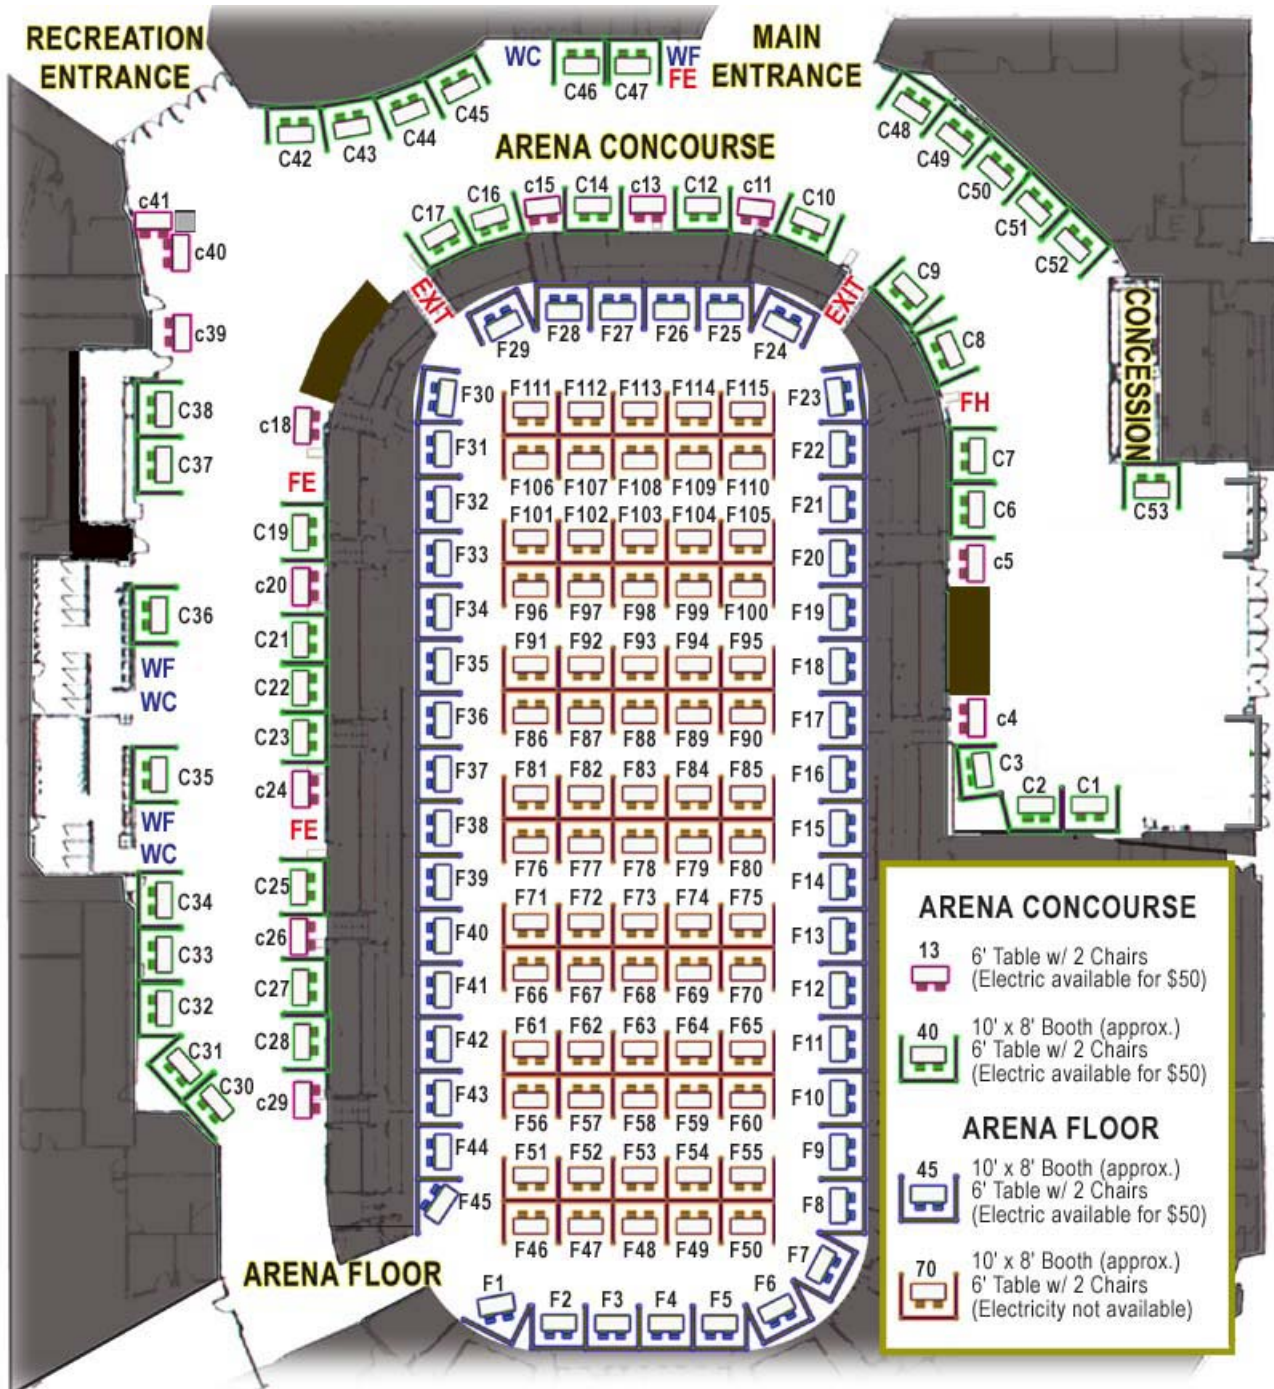 RECREATION
ENTRANCE
WC
WF
FE
MAIN
ENTRANCE
C46
C47
C45
C44
C43
C42
C48
C49
C50
C51
C52
ARENA CONCOURSE
c41
c40
c39
C38
C37
C36
WF
WC
C35
WF
WC
C34
C33
C32
C31
C30
C17
C16
c15
C14
c13
C12
c11
C10
C9
C8
EXIT
EXIT
FH
CONCESSION
C53
C7
C6
c5
c4
C3
C2
C1
c18
FE
C19
c20
C21
C22
C23
c24
FE
C25
c26
C27
C28
c29
F29
F28
F27
F26
F25
F24
F30
F31
F32
F33
F34
F35
F36
F37
F38
F39
F40
F41
F42
F43
F44
F45
F111 F112 F113 F114 F115
F106 F107 F108 F109 F110
F101 F102 F103 F104 F105
F96 F97 F98 F99 F100
F91 F92 F93 F94 F95
F86 F87 F88 F89 F90
F81 F82 F83 F84 F85
F76 F77 F78 F79 F80
F71 F72 F73 F74 F75
F66 F67 F68 F69 F70
F61 F62 F63 F64 F65
F56 F57 F58 F59 F60
F51 F52 F53 F54 F55
F46 F47 F48 F49 F50
F23
F22
F21
F20
F19
F18
F17
F16
F15
F14
F13
F12
F11
F10
F9
F8
F7
F6
F1
F2
F3
F4
F5
ARENA FLOOR
ARENA CONCOURSE
13
6' Table w/ 2 Chairs
(Electric available for $50)
40
10' x 8' Booth (approx.)
6' Table w/ 2 Chairs
(Electric available for $50)
ARENA FLOOR
45
10' x 8' Booth (approx.)
6' Table w/ 2 Chairs
(Electric available for $50)
70
10' x 8' Booth (approx.)
6' Table w/ 2 Chairs
(Electricity not available)